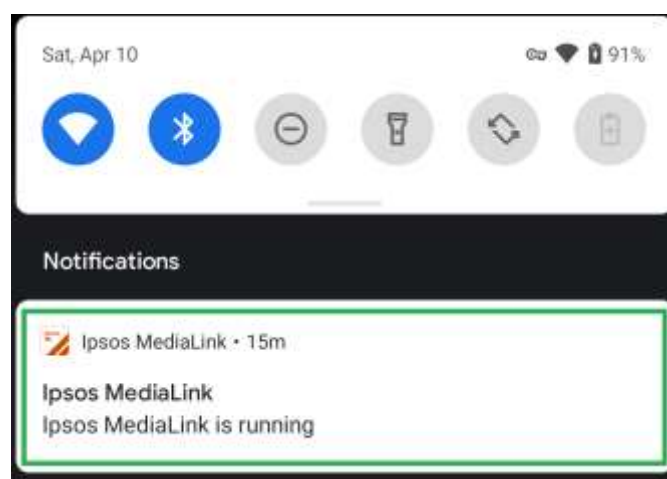 Sat, Apr 10 91%
Notifications
Ipsos MediaLink • 15m
Ipsos MediaLink
Ipsos MediaLink is running